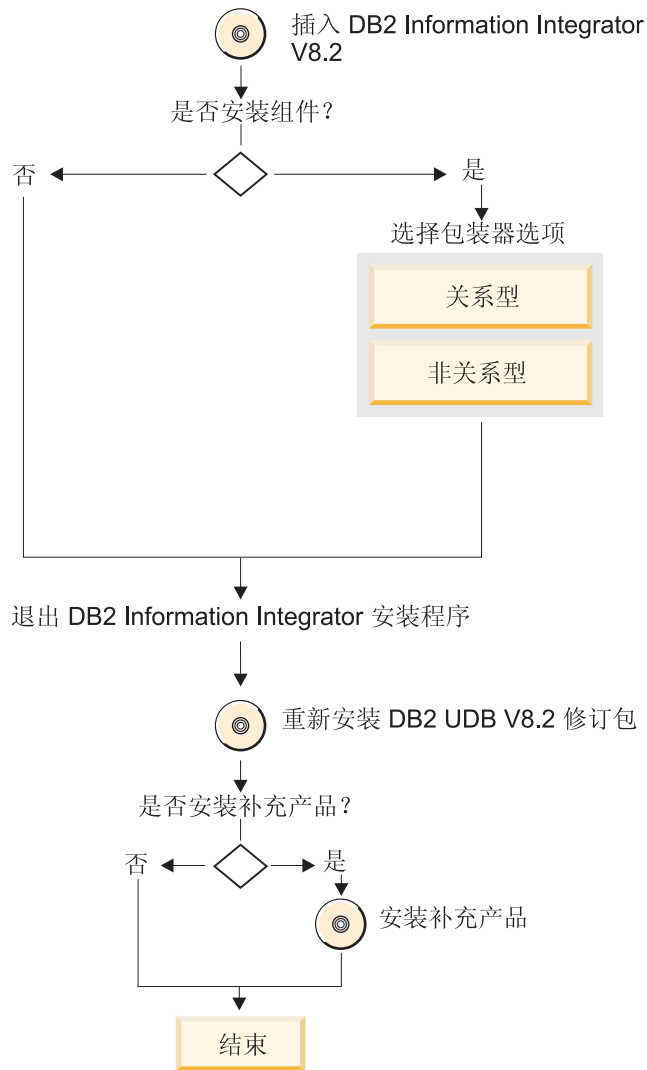 插入 DB2 Information Integrator
V8.2
是否安装组件?
否
是
选择包装器选项
关系型
非关系型
退出 DB2 Information Integrator 安装程序
重新安装 DB2 UDB V8.2 修订包
是否安装补充产品?
否
是
安装补充产品
结束